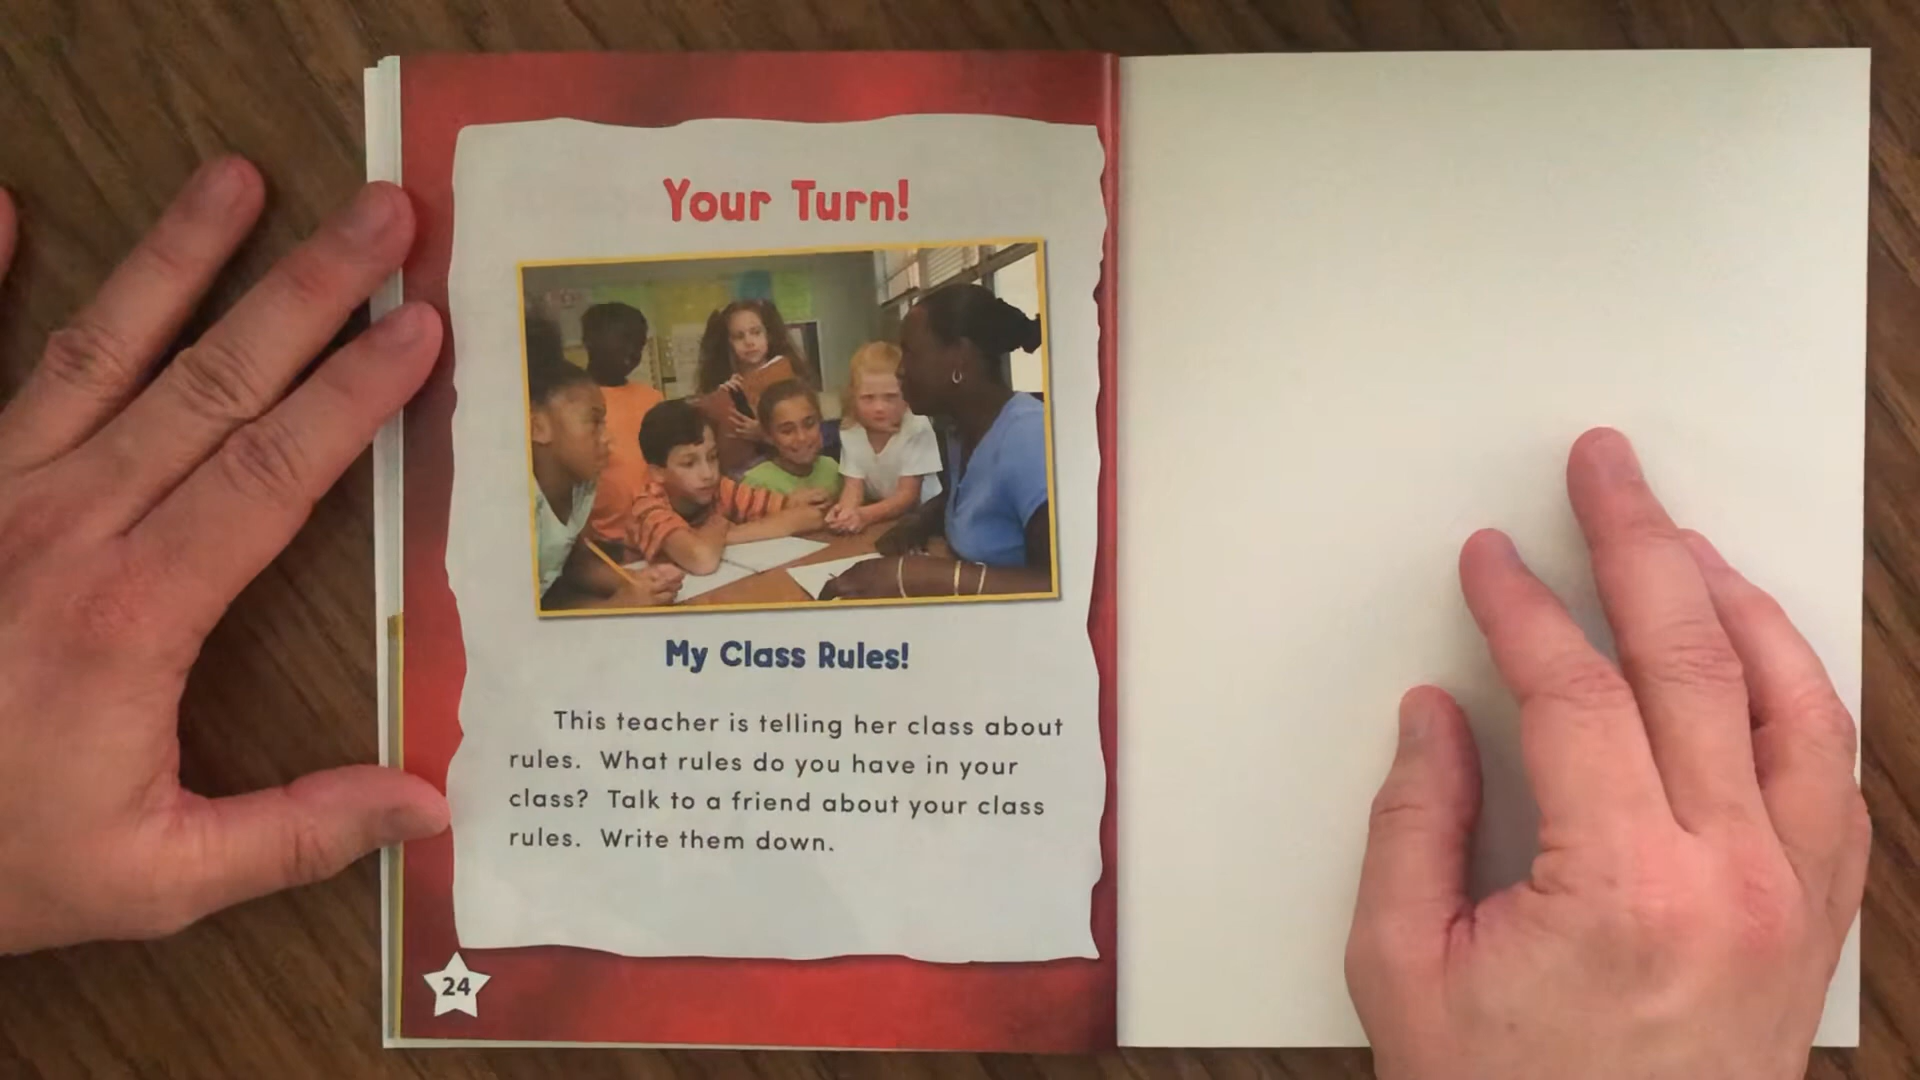 Your Turn!
My Class Rules!
This teacher is telling her class about
rules. What rules do you have in your
class? Talk to a friend about your class
rules. Write them down.
24